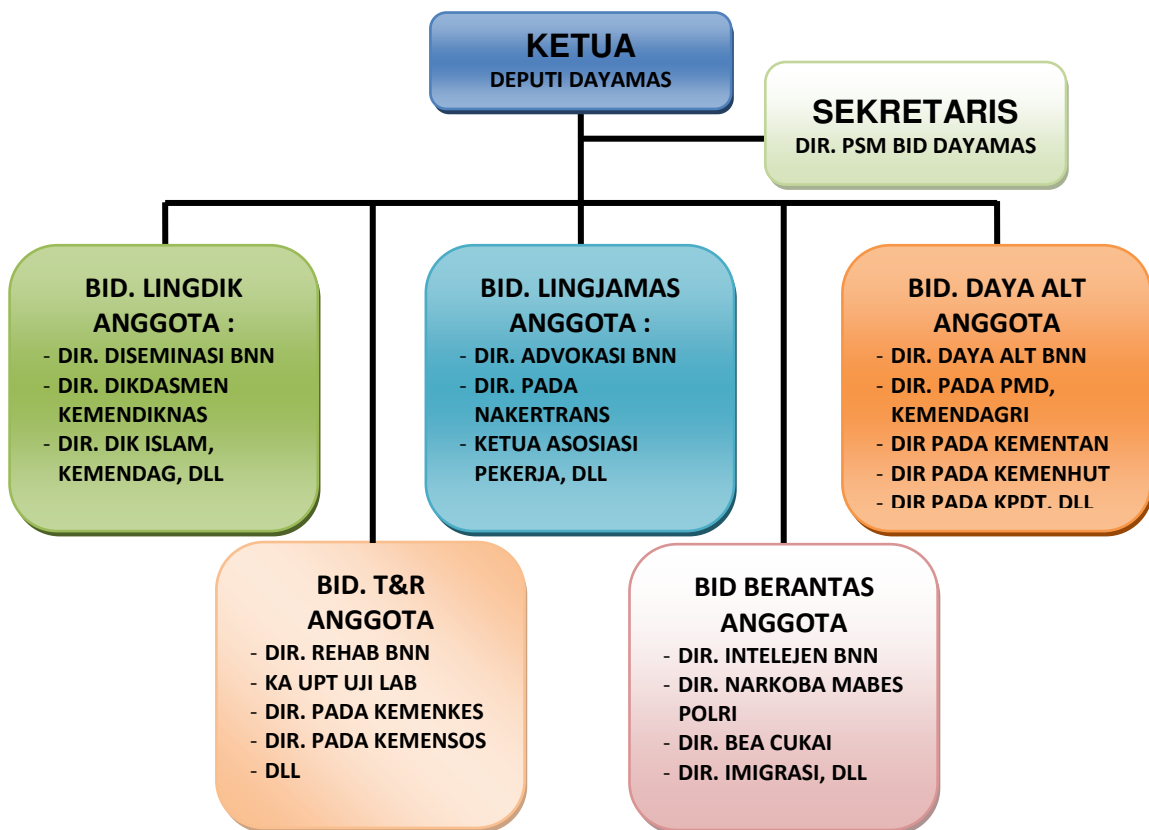 KETUA
DEPUTI DAYAMAS
SEKRETARIS
DIR. PSM BID DAYAMAS
BID. LINGDIK
ANGGOTA :
- DIR. DISEMINASI BNN
- DIR. DIKDASMEN
KEMENDIKNAS
- DIR. DIK ISLAM,
KEMENDAG, DLL
BID. LINGJAMAS
ANGGOTA :
- DIR. ADVOKASI BNN
- DIR. PADA
NAKERTRANS
- KETUA ASOSIASI
PEKERJA, DLL
BID. DAYA ALT
ANGGOTA
- DIR. DAYA ALT BNN
- DIR. PADA PMD,
KEMENDAGRI
- DIR PADA KEMENTAN
- DIR PADA KEMENHUT
- DIR PADA KPDT. DLL
BID. T&R
ANGGOTA
- DIR. REHAB BNN
- KA UPT UJI LAB
- DIR. PADA KEMENKES
- DIR. PADA KEMENSOS
- DLL
BID BERANTAS
ANGGOTA
- DIR. INTELEJEN BNN
- DIR. NARKOBA MABES
POLRI
- DIR. BEA CUKAI
- DIR. IMIGRASI, DLL